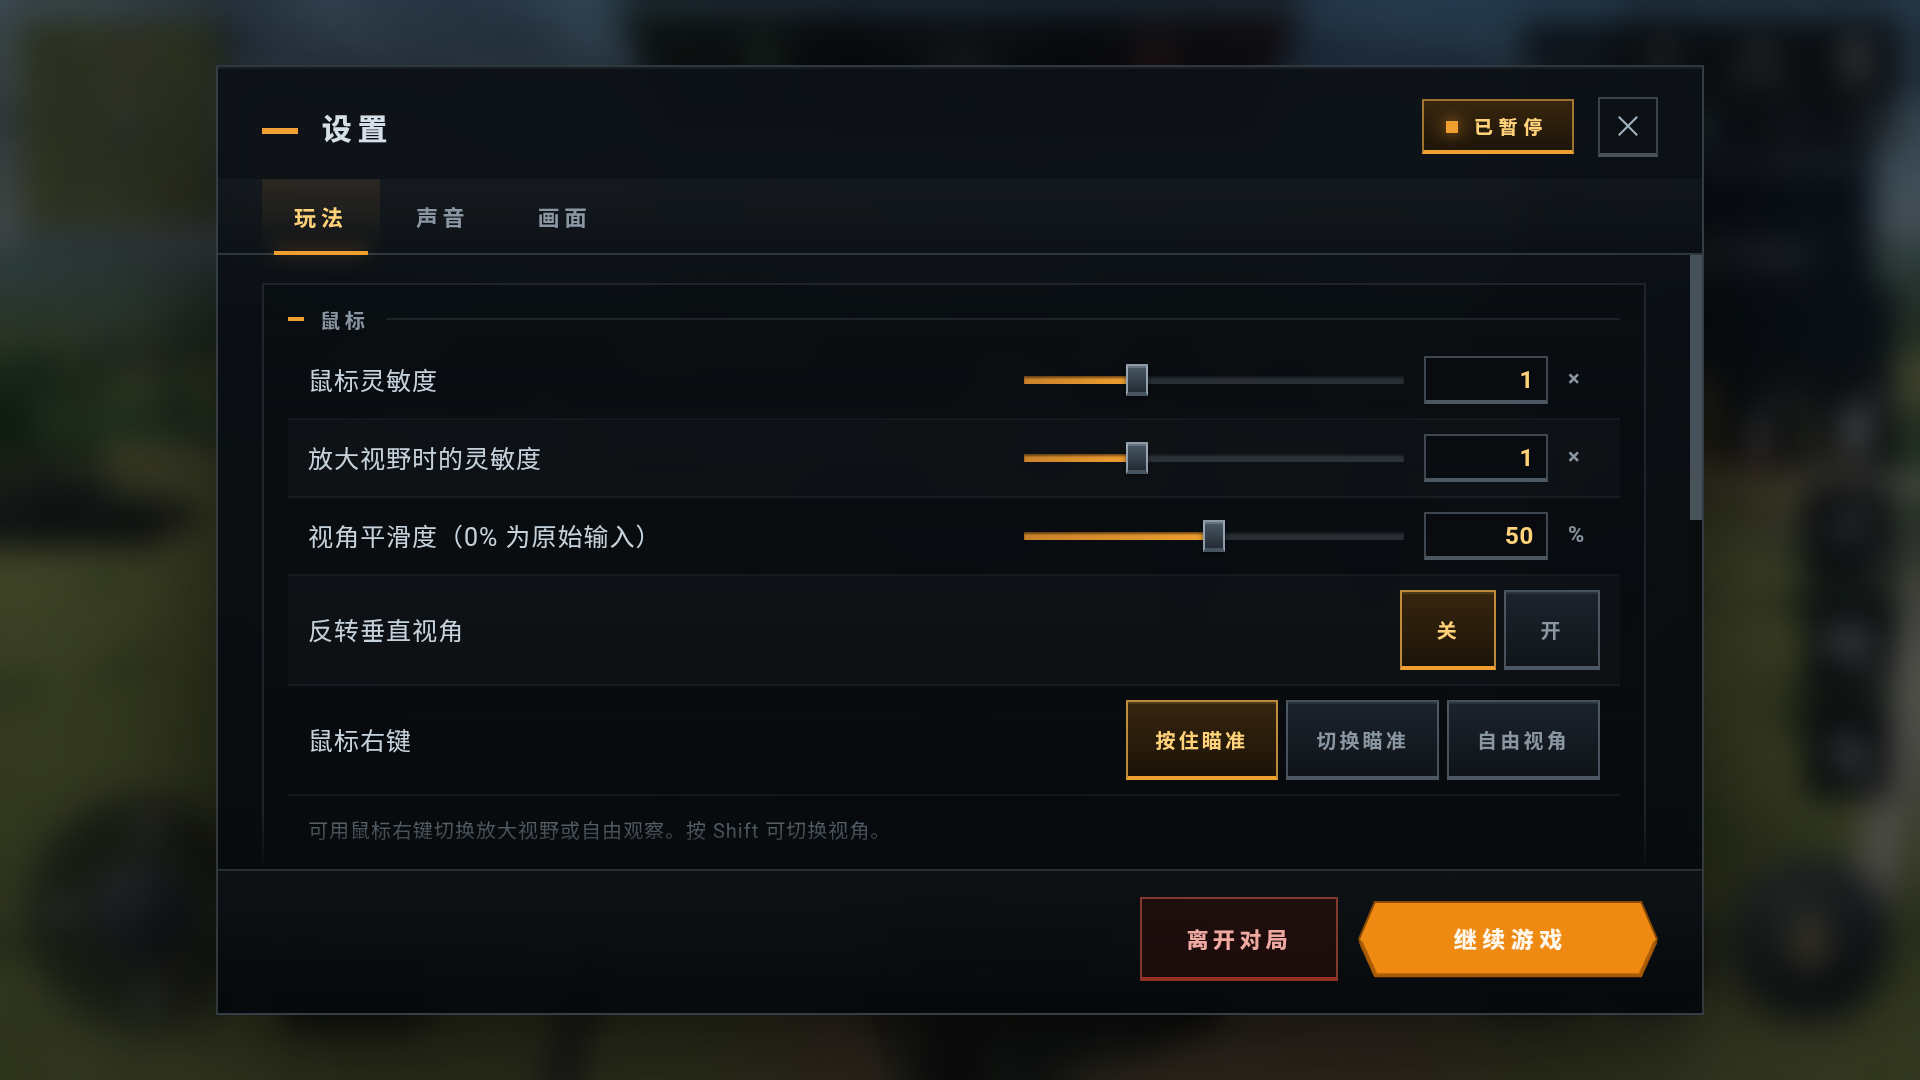 设置
已暂停
玩法
声音
画面
鼠标
鼠标灵敏度
1 ×
放大视野时的灵敏度
1 ×
视角平滑度（0% 为原始输入）
50 %
反转垂直视角
关
开
鼠标右键
按住瞄准
切换瞄准
自由视角
可用鼠标右键切换放大视野或自由观察。按 Shift 可切换视角。
离开对局
继续游戏